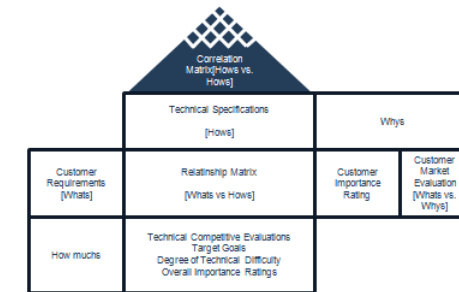 Correlation
Matrix[Hows vs.
Hows]
Technical Specifications
[Hows]
Whys
Customer
Requirements
[Whats]
Relatinship Matrix
[Whats vs Hows]
Customer
Importance
Rating
Customer
Market
Evaluation
[Whats vs.
Whys]
How muchs
Technical Competitive Evaluations
Target Goals
Degree of Technical Difficulty
Overall Importance Ratings